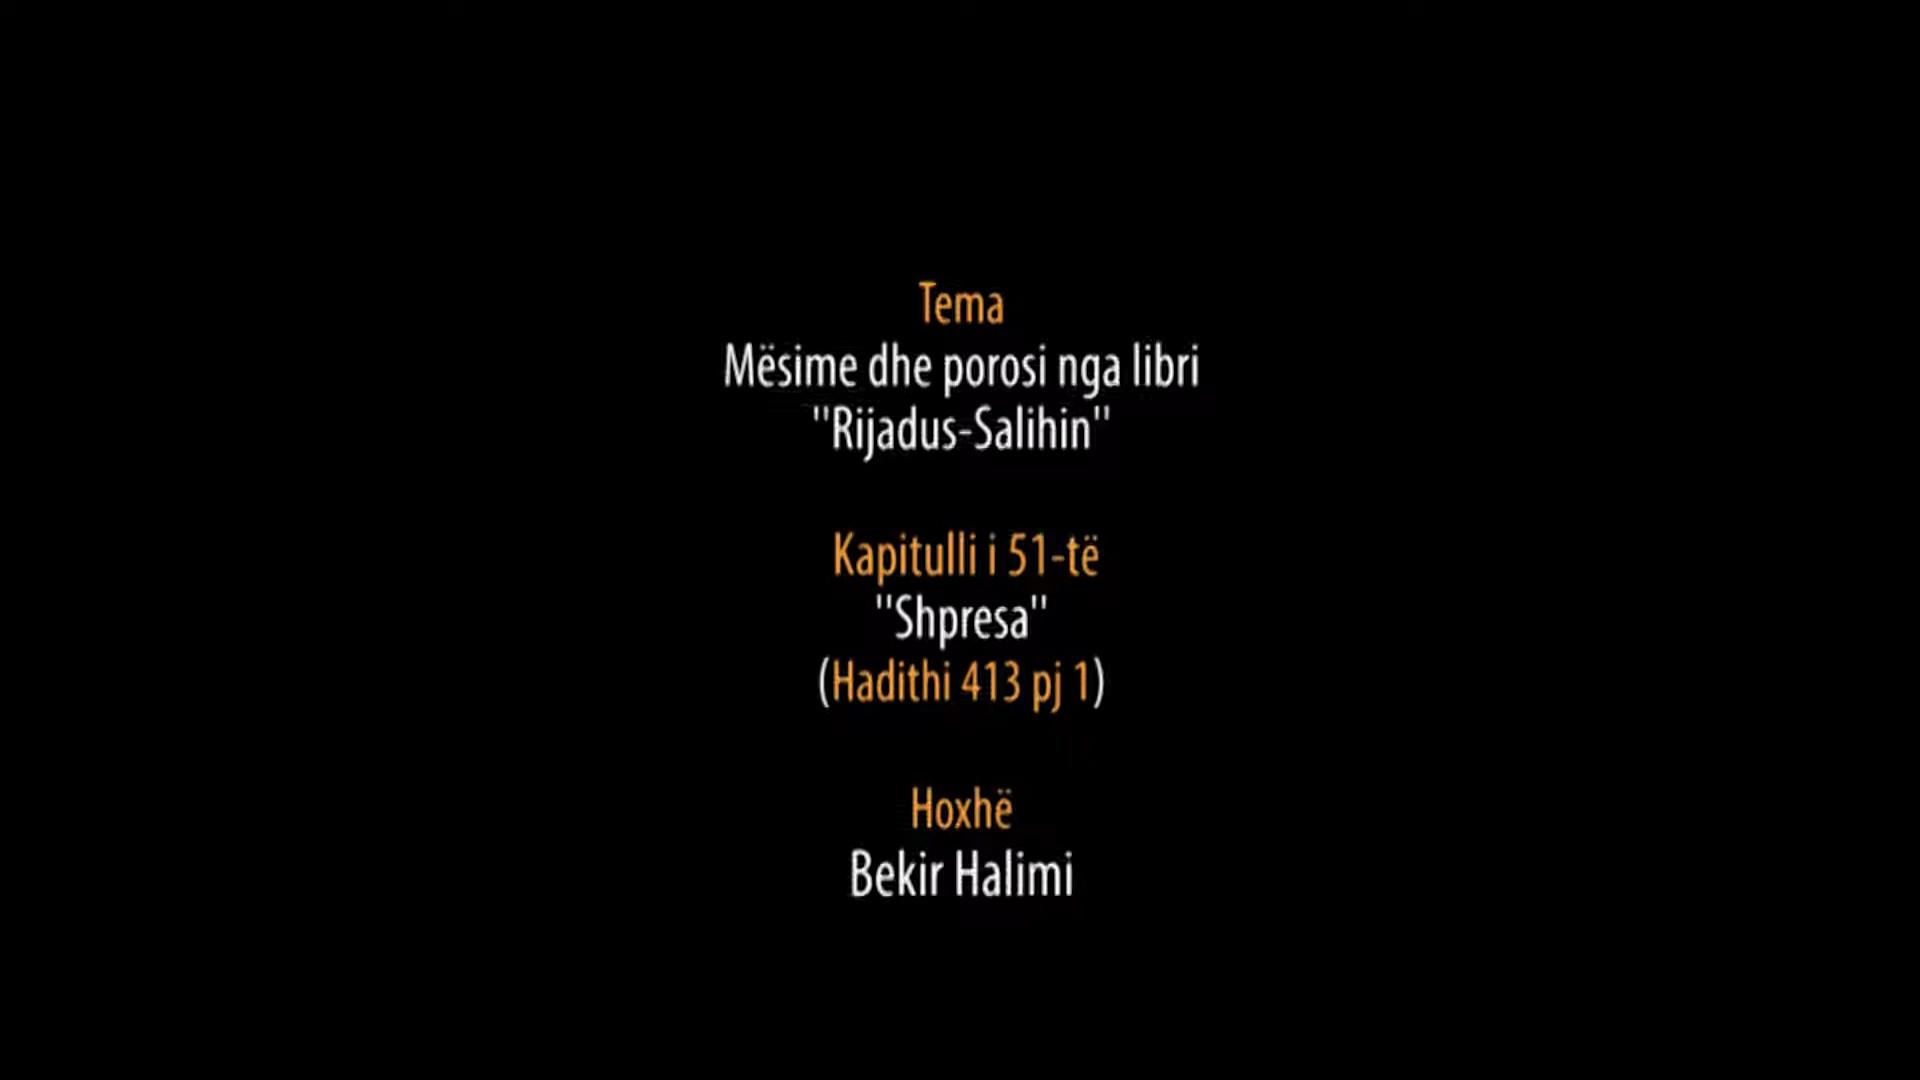 Tema
Mësime dhe porosi nga libri
"Rijadus-Salihin"
Kapitulli i 51-të
"Shpresa"
(Hadithi 413 pj 1)
Hoxhë
Bekir Halimi